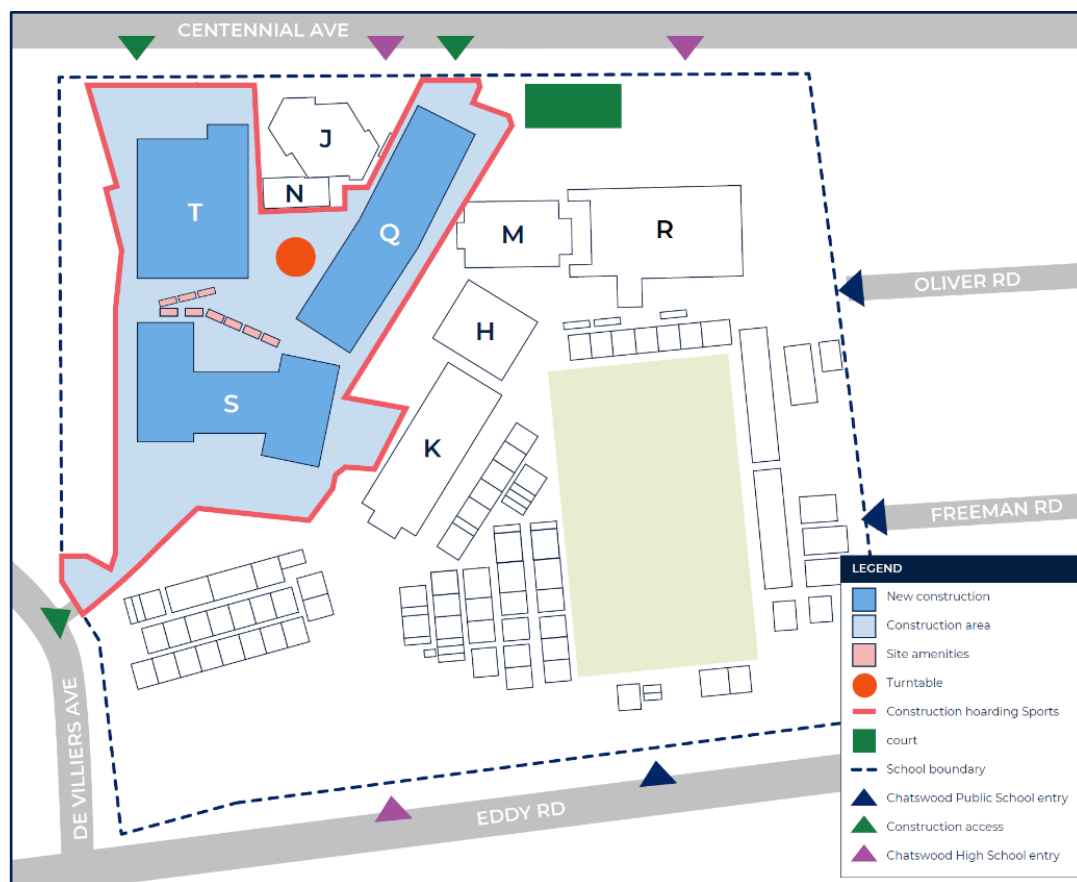 CENTENNIAL AVE
J
N
T
Q
M
R
OLIVER RD
H
S
K
FREEMAN RD
DE VILLIERS AVE
EDDY RD
LEGEND
New construction
Construction area
Site amenities
Turntable
Construction hoarding Sports
court
School boundary
Chatswood Public School entry
Construction access
Chatswood High School entry